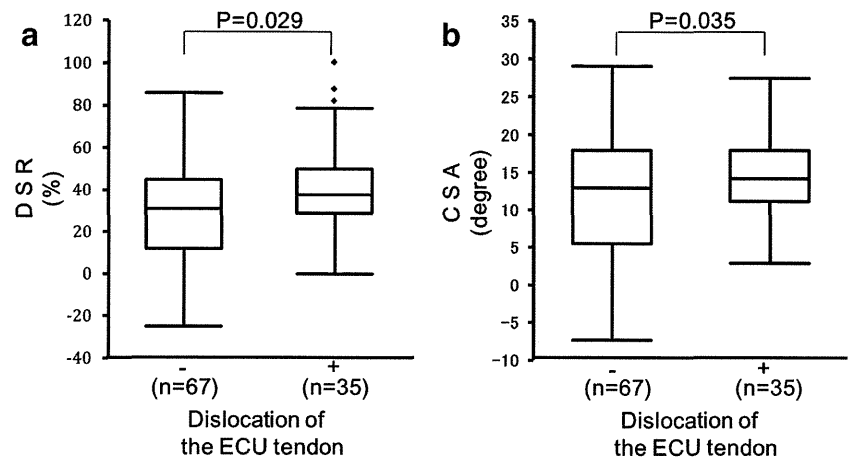 a
P=0.029
120
100
80
60
40
20
0
-20
-40
DSR
(%)
- +
(n=67) (n=35)
Dislocation of
the ECU tendon
b
P=0.035
35
30
25
20
15
10
5
0
-5
-10
CSA
(degree)
- +
(n=67) (n=35)
Dislocation of
the ECU tendon